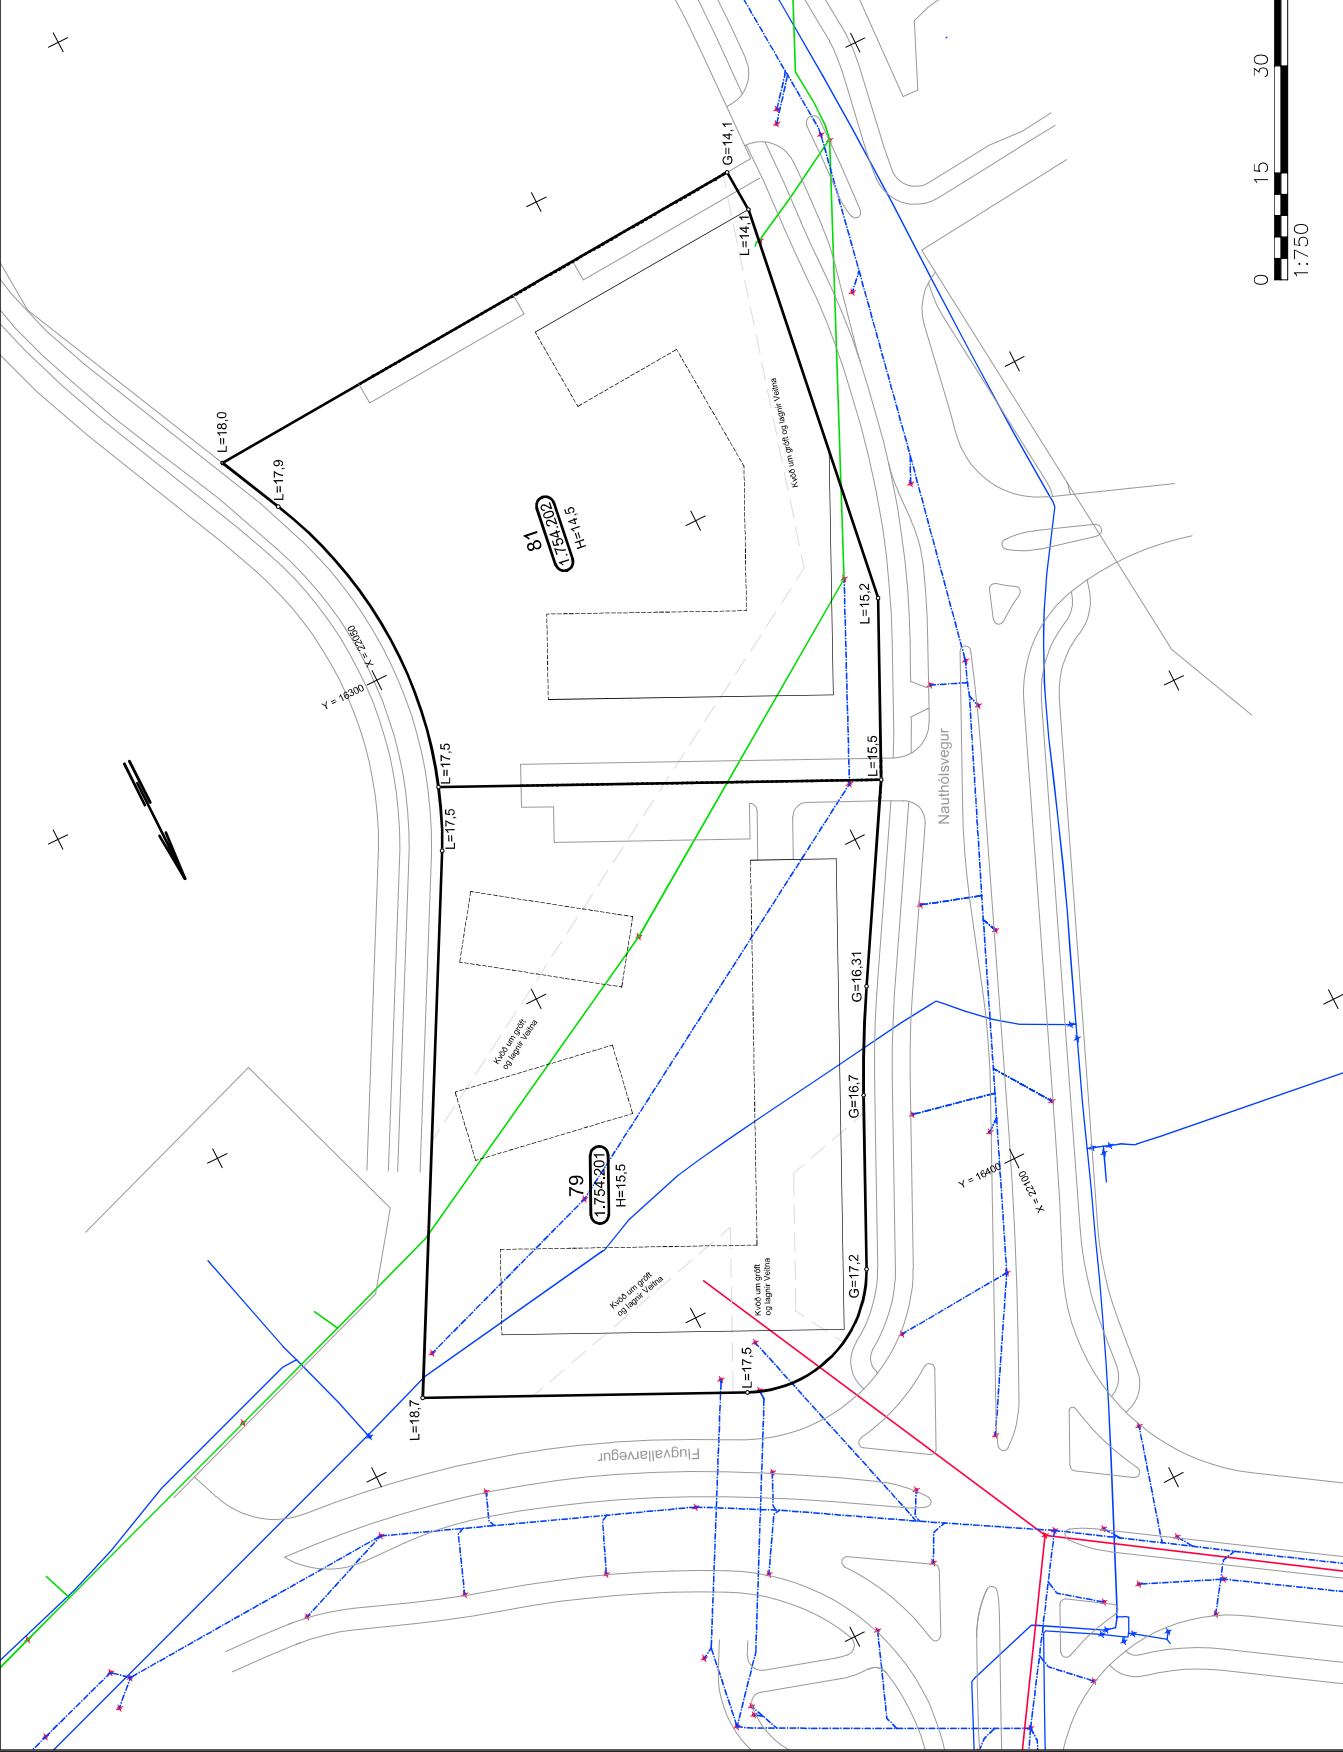 30
15
0
1:750
G=14,1
L=14,1
L=18,0
L=17,9
Kvöð um gröft og lagnir Veitna
81
1.754.202
H=14,5
X = 22050
Y = 16300
L=15,2
L=17,5
L=15,5
L=17,5
Nauthólsvegur
G=16,31
Kvöð um gröft
og lagnir Veitna
G=16,7
79
1.754.201
H=15,5
Y = 16400
X = 22100
G=17,2
Kvöð um gröft
og lagnir Veitna
Kvöð um gröft
og lagnir Veitna
L=17,5
L=18,7
Flugvallarvegur